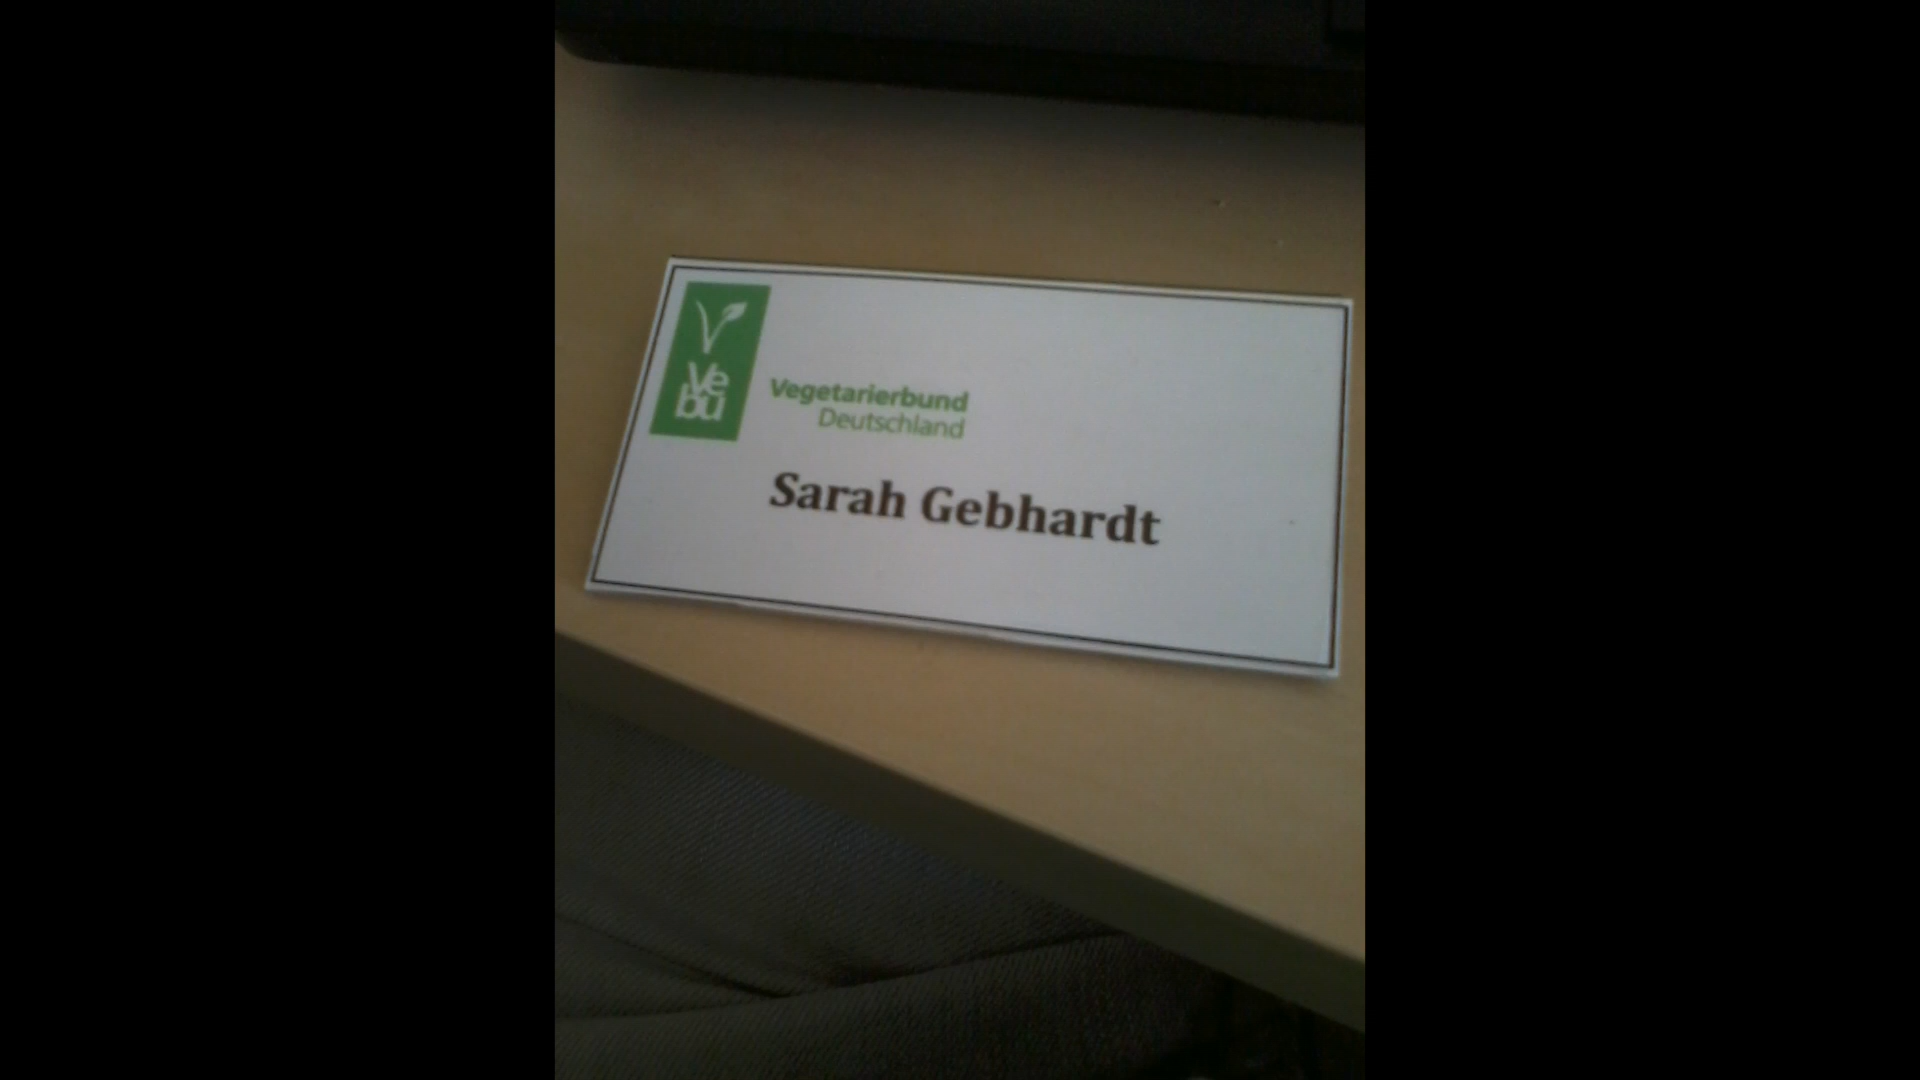 Ve
bu
Vegetarierbund
Deutschland
Sarah Gebhardt